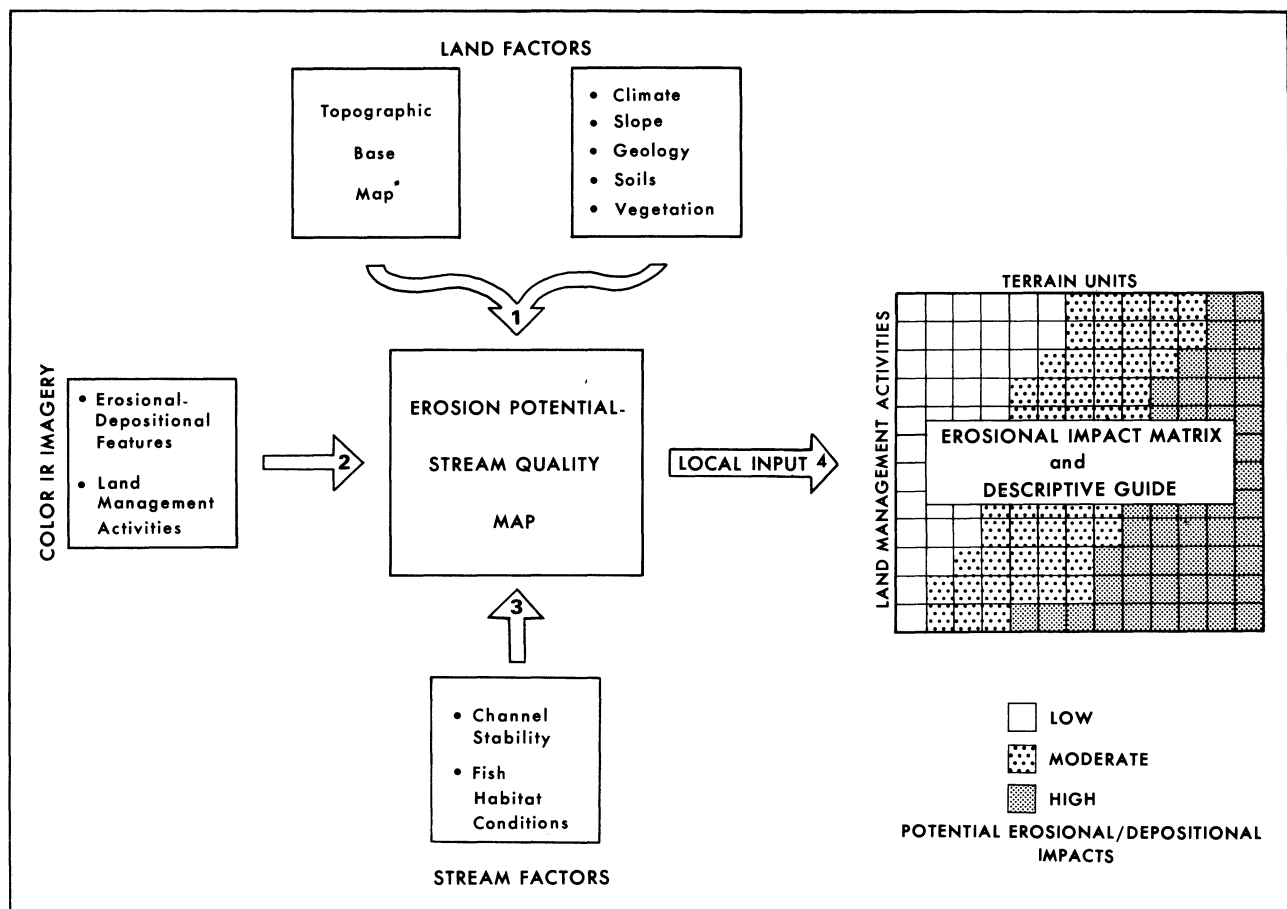 LAND FACTORS
Topographic
Base
Map
• Climate
• Slope
• Geology
• Soils
• Vegetation
1
COLOR IR IMAGERY
• Erosional-
Depositional
Features
• Land
Management
Activities
2
EROSION POTENTIAL-
STREAM QUALITY
MAP
LOCAL INPUT 4
3
• Channel
Stability
• Fish
Habitat
Conditions
STREAM FACTORS
TERRAIN UNITS
LAND MANAGEMENT ACTIVITIES
EROSIONAL IMPACT MATRIX
and
DESCRIPTIVE GUIDE
LOW
MODERATE
HIGH
POTENTIAL EROSIONAL/DEPOSITIONAL
IMPACTS